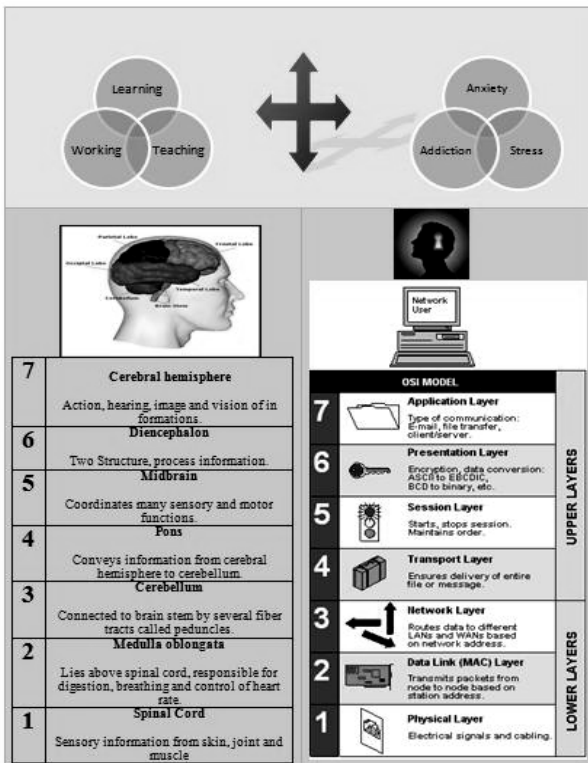 Learning
Working
Teaching
Anxiety
Addiction
Stress
Parietal Lobe
Frontal Lobe
Occipital Lobe
Temporal Lobe
Cerebellum
Brain Stem
7
Cerebral hemisphere
Action, hearing, image and vision of in
formations.
6
Diencephalon
Two Structure, process information.
5
Midbrain
Coordinates many sensory and motor
functions.
4
Pons
Conveys information from cerebral
hemisphere to cerebellum.
3
Cerebellum
Connected to brain stem by several fiber
tracts called peduncles.
2
Medulla oblongata
Lies above spinal cord, responsible for
digestion, breathing and control of heart
rate.
1
Spinal Cord
Sensory information from skin, joint and
muscle
Network
User
OSI MODEL
7
Application Layer
Type of communication:
E-mail, file transfer,
client/server.
6
Presentation Layer
Encryption, data conversion:
ASCII to EBCDIC,
BCD to binary, etc.
5
Session Layer
Starts, stops session.
Maintains order.
4
Transport Layer
Ensures delivery of entire
file or message.
3
Network Layer
Routes data to different
LANs and WANs based
on network address.
2
Data Link (MAC) Layer
Transmits packets from
node to node based on
station address.
1
Physical Layer
Electrical signals and cabling.
UPPER LAYERS
LOWER LAYERS